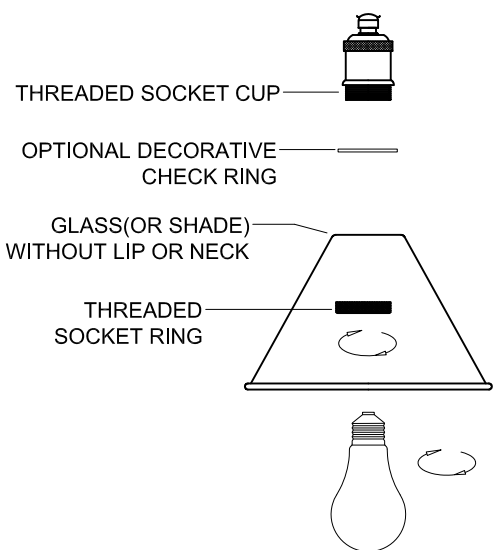 THREADED SOCKET CUP
OPTIONAL DECORATIVE
CHECK RING
GLASS(OR SHADE)
WITHOUT LIP OR NECK
THREADED
SOCKET RING